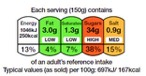 Each serving (150g) contains
Energy Fat Saturates Sugars Salt
1046kJ 3.0g 1.3g 34g 0.9g
250kcal LOW LOW HIGH MED
13% 4% 7% 38% 15%
of an adult's reference intake
Typical values (as sold) per 100g: 697kJ/ 167kcal